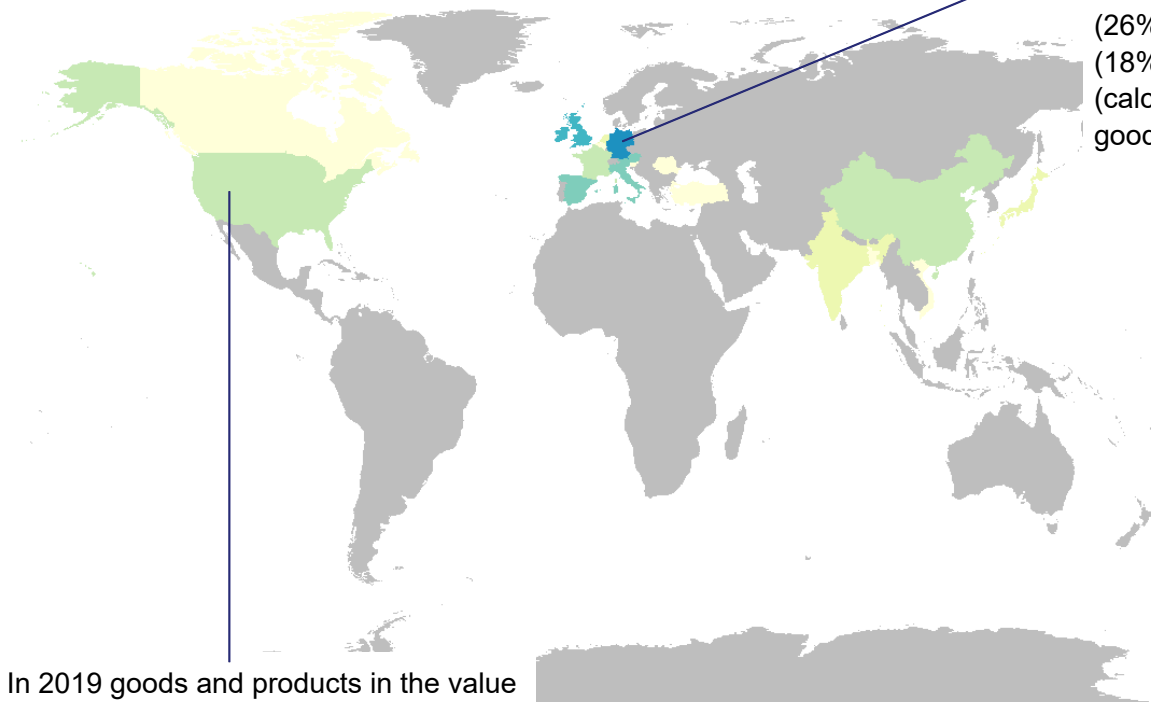 (26%
(18%
(calc
good
In 2019 goods and products in the value